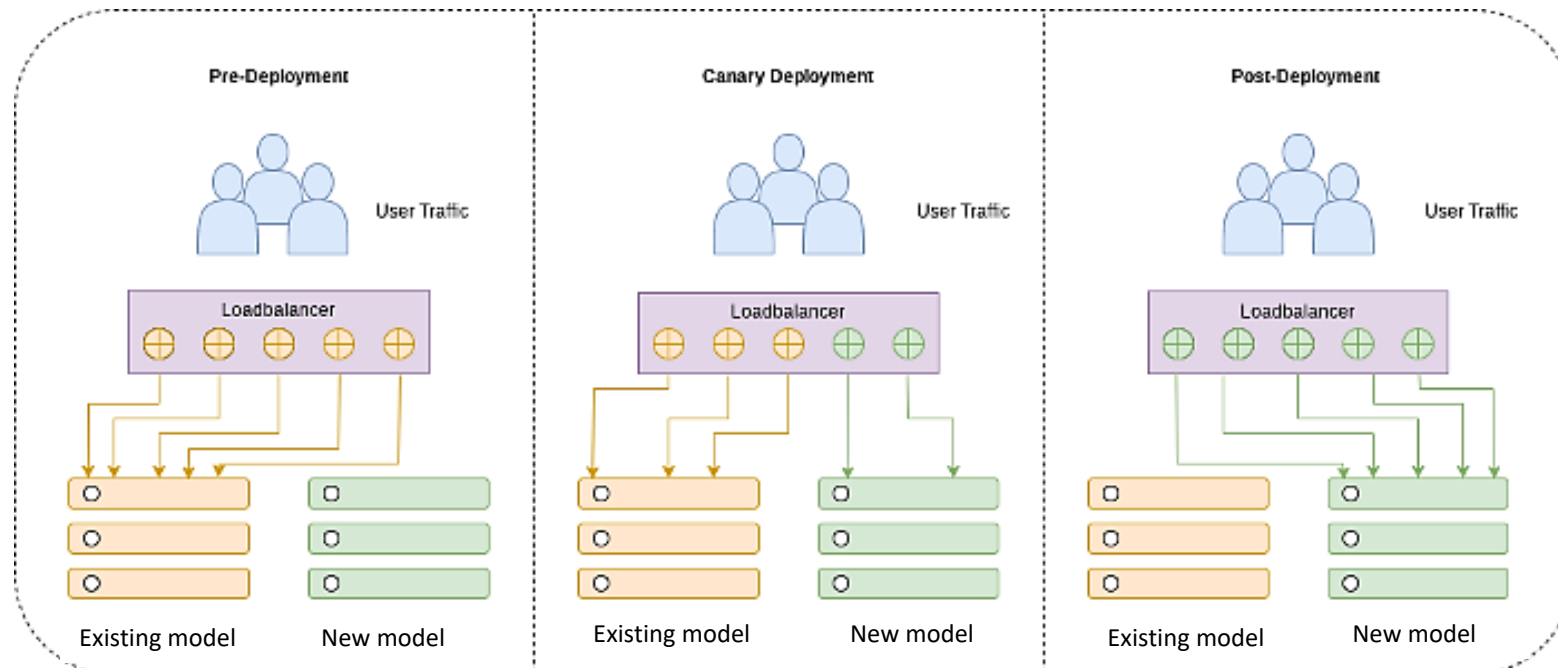 Pre-Deployment
User Traffic
Loadbalancer
Existing model
New model
Canary Deployment
User Traffic
Loadbalancer
Existing model
New model
Post-Deployment
User Traffic
Loadbalancer
Existing model
New model